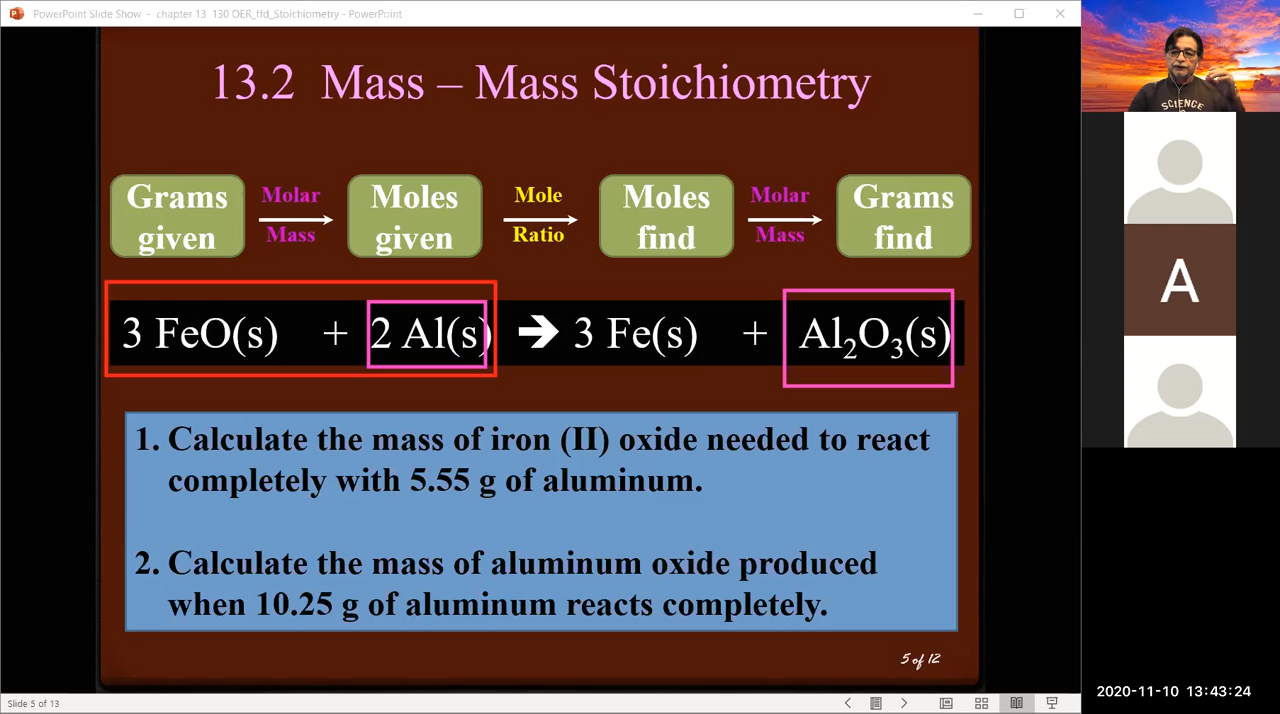 PowerPoint Slide Show - chapter 13 130 OER_ffd_Stoichiometry - PowerPoint
13.2 Mass – Mass Stoichiometry
Grams given
Molar Mass
Moles given
Mole Ratio
Moles find
Molar Mass
Grams find
3 FeO(s) + 2 Al(s) ➔ 3 Fe(s) + Al₂O₃(s)
1. Calculate the mass of iron (II) oxide needed to react
completely with 5.55 g of aluminum.
2. Calculate the mass of aluminum oxide produced
when 10.25 g of aluminum reacts completely.
5 of 12
Slide 5 of 13
SCIENCE
A
2020-11-10 13:43:24